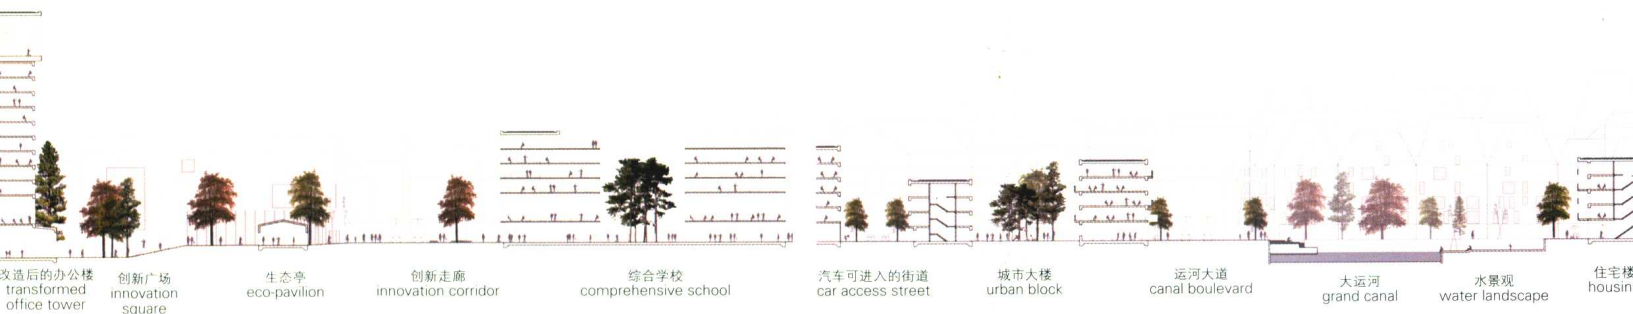 改造后的办公楼
transformed
office tower
创新广场
innovation
square
生态亭
eco-pavilion
创新走廊
innovation corridor
综合学校
comprehensive school
汽车可进入的街道
car access street
城市大楼
urban block
运河大道
canal boulevard
大运河
grand canal
水景观
water landscape
住宅楼
housin